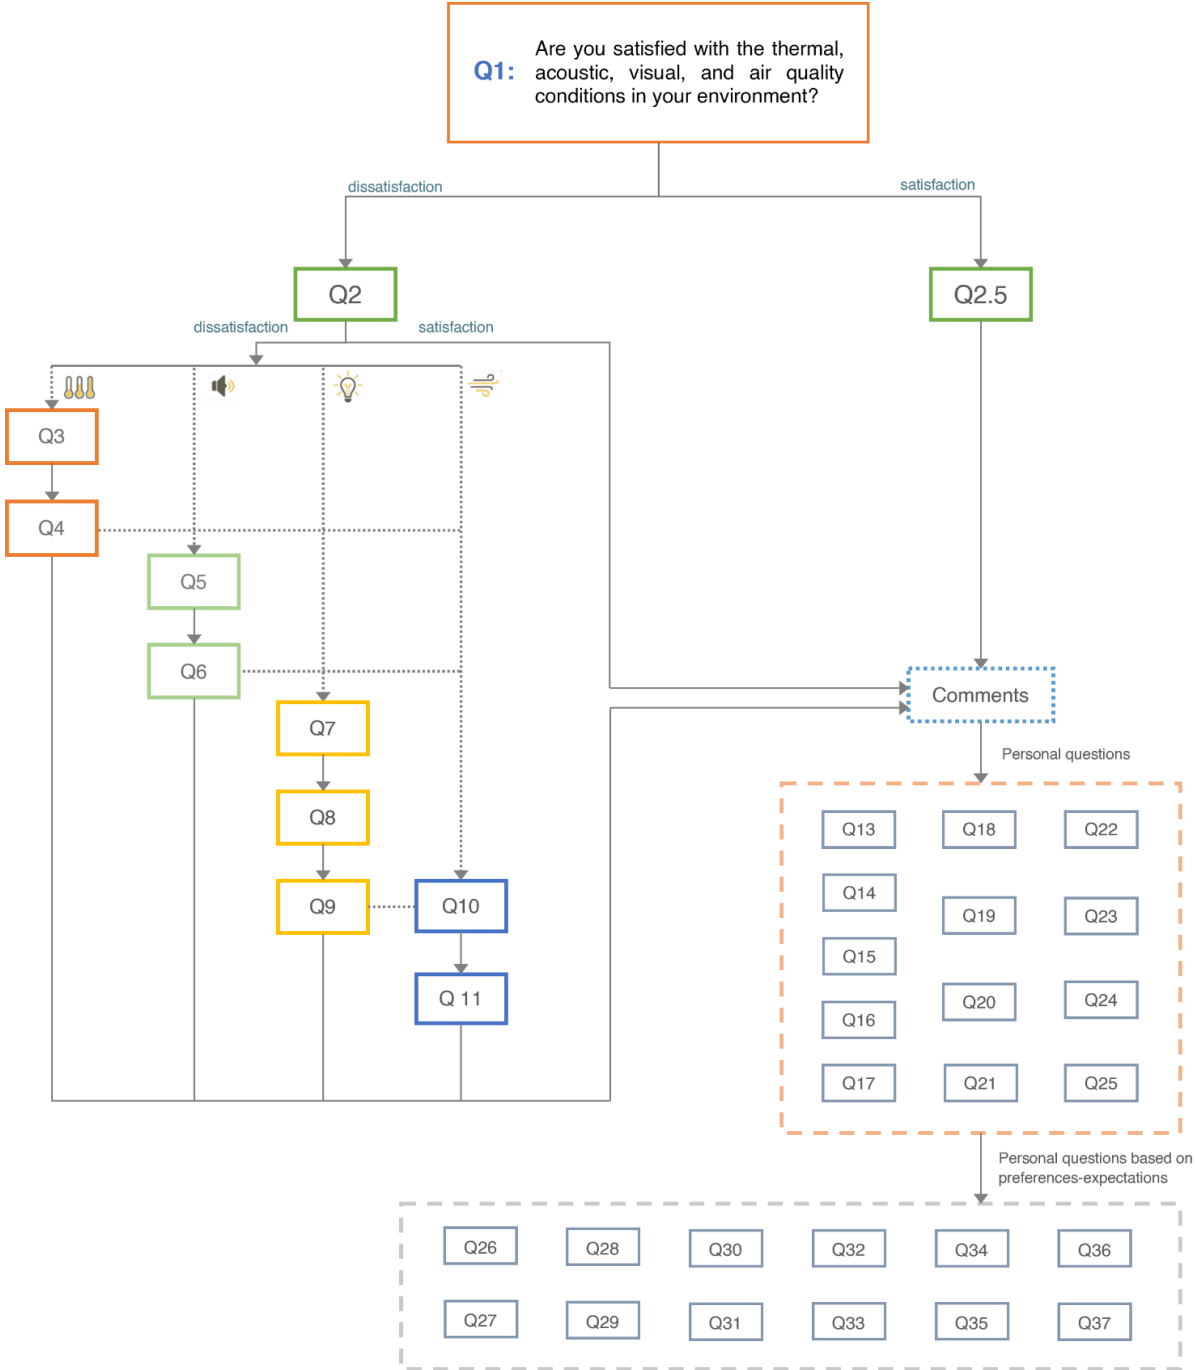 Q1:
Are you satisfied with the thermal,
acoustic, visual, and air quality
conditions in your environment?
dissatisfaction
satisfaction
Q2
Q2.5
dissatisfaction
satisfaction
Q3
Q4
Q5
Q6
Q7
Q8
Q9
Q10
Q 11
Comments
Personal questions
Q13
Q18
Q22
Q14
Q19
Q23
Q15
Q20
Q24
Q16
Q17
Q21
Q25
Personal questions based on
preferences-expectations
Q26
Q28
Q30
Q32
Q34
Q36
Q27
Q29
Q31
Q33
Q35
Q37